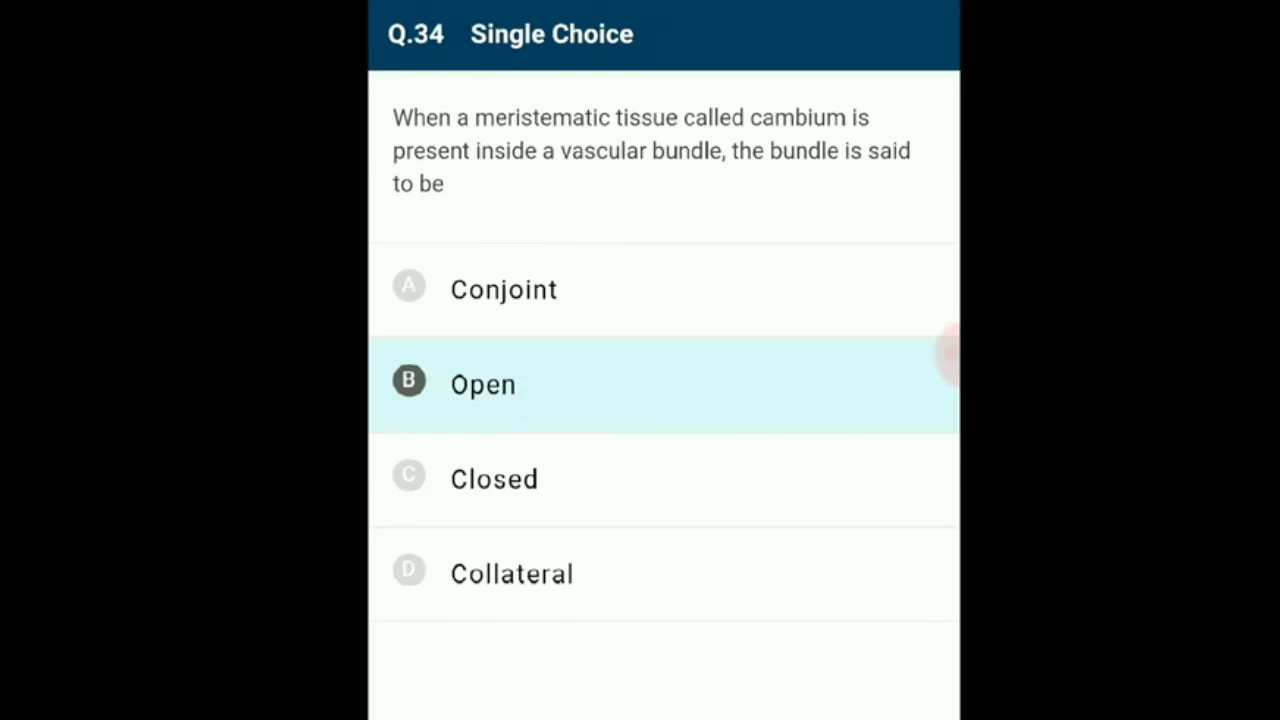 Q.34 Single Choice
When a meristematic tissue called cambium is
present inside a vascular bundle, the bundle is said
to be
A Conjoint
B Open
C Closed
D Collateral